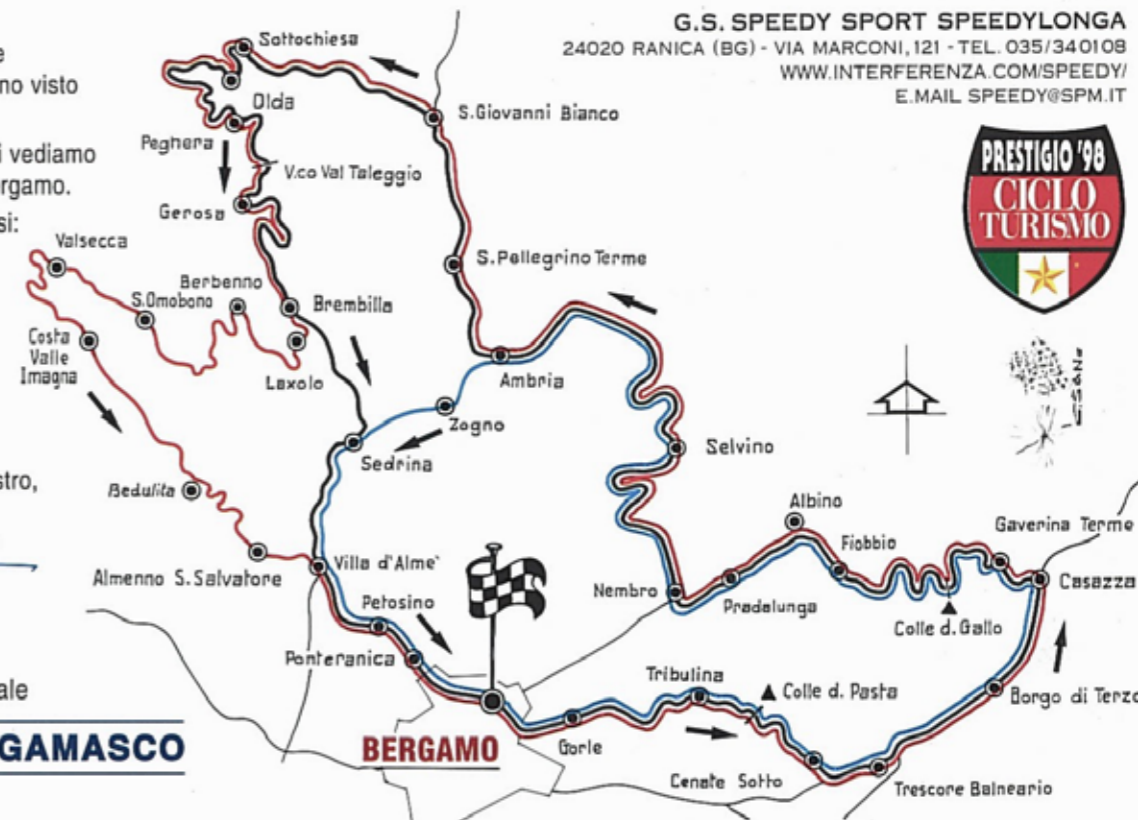 G.S. SPEEDY SPORT SPEEDYLONGA
24020 RANICA (BG) - VIA MARCONI, 121 - TEL. 035/340108
WWW.INTERFERENZA.COM/SPEEDY/
E.MAIL SPEEDY@SPM.IT
PRESTIGIO '98
CICLO
TURISMO
e
no visto
i vediamo
rgamo.
si:
stro,
ale
GAMASCO
Sottochiesa
Olda
Peghera
S.Giovanni Bianco
V.co Val Taleggio
Gerosa
Valsecca
S.Omobono
Berbenno
Brembilla
S.Pellegrino Terme
Costa
Valle
Imagna
Laxolo
Ambria
Zogno
Sedrina
Selvino
Bedulita
Albino
Fiobbio
Gaverina Terme
Almenno S.Salvatore
Villa d'Alme'
Nembro
Pradalunga
Casazza
Colle d. Gallo
Petosino
Ponteranica
Tribulina
Colle d. Pasta
Borgo di Terzo
BERGAMO
Gorle
Cenate Sotto
Trescore Balneario